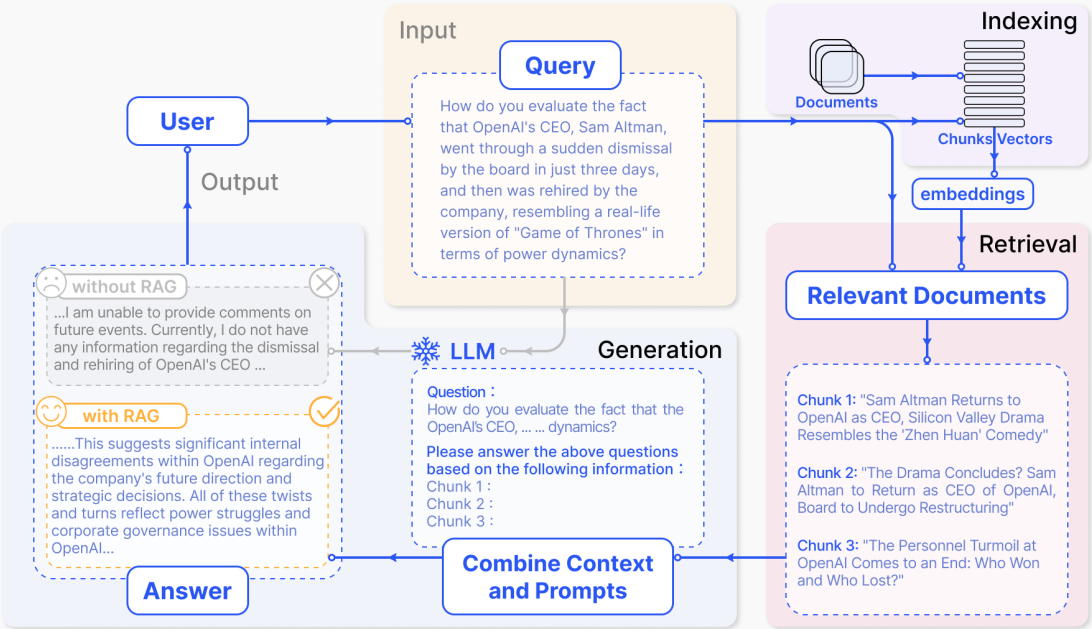 Input
Query
How do you evaluate the fact
that OpenAI's CEO, Sam Altman,
went through a sudden dismissal
by the board in just three days,
and then was rehired by the
company, resembling a real-life
version of "Game of Thrones" in
terms of power dynamics?
Indexing
Documents
Chunks Vectors
embeddings
User
Output
Retrieval
Relevant Documents
Chunk 1: "Sam Altman Returns to
OpenAI as CEO, Silicon Valley Drama
Resembles the 'Zhen Huan' Comedy"
Chunk 2: "The Drama Concludes? Sam
Altman to Return as CEO of OpenAI,
Board to Undergo Restructuring"
Chunk 3: "The Personnel Turmoil at
OpenAI Comes to an End: Who Won
and Who Lost?"
LLM
Generation
Question：
How do you evaluate the fact that the
OpenAI's CEO, ... ... dynamics?
Please answer the above questions
based on the following information：
Chunk 1 :
Chunk 2 :
Chunk 3 :
Combine Context
and Prompts
without RAG
...I am unable to provide comments on
future events. Currently, I do not have
any information regarding the dismissal
and rehiring of OpenAI's CEO ...
with RAG
......This suggests significant internal
disagreements within OpenAI regarding
the company's future direction and
strategic decisions. All of these twists
and turns reflect power struggles and
corporate governance issues within
OpenAI...
Answer